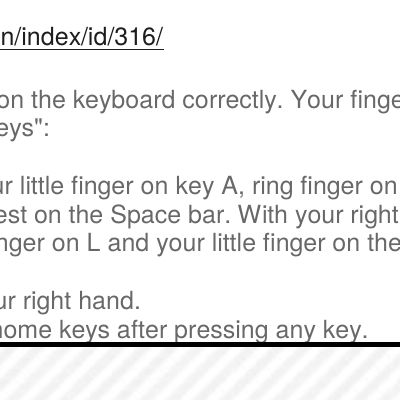 n/index/id/316/
on the keyboard correctly. Your finge
eys":
r little finger on key A, ring finger on
est on the Space bar. With your right
nger on L and your little finger on the
ur right hand.
home keys after pressing any key.